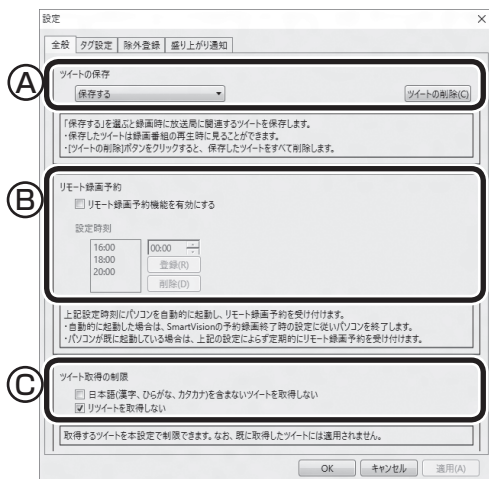 設定
全般 タグ設定 除外登録 盛り上がり通知
Ⓐ
ツイートの保存
保存する ツイートの削除(C)
「保存する」を選ぶと録画時に放送局に関連するツイートを保存します。
・保存したツイートは録画番組の再生時に見ることができます。
・[ツイートの削除]ボタンをクリックすると、保存したツイートをすべて削除します。
Ⓑ
リモート録画予約
リモート録画予約機能を有効にする
設定時刻
16:00 00:00
18:00 登録(R)
20:00 削除(D)
上記設定時刻にパソコンを自動的に起動し、リモート録画予約を受け付けます。
・自動的に起動した場合は、SmartVisionの予約録画終了時の設定に従いパソコンを終了します。
・パソコンが既に起動している場合は、上記の設定によらず定期的にリモート録画予約を受け付けます。
Ⓒ
ツイート取得の制限
日本語(漢字、ひらがな、カタカナ)を含まないツイートを取得しない
リツイートを取得しない
取得するツイートを本設定で制限できます。なお、既に取得したツイートには適用されません。
OK キャンセル 適用(A)